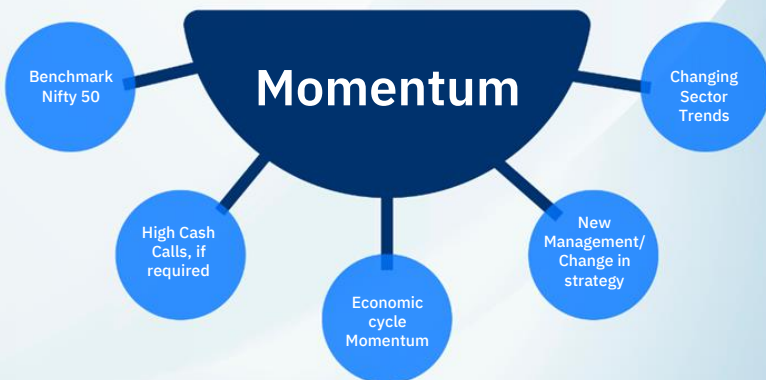 Momentum
Benchmark
Nifty 50
High Cash
Calls, if
required
Economic
cycle
Momentum
New
Management/
Change in
strategy
Changing
Sector
Trends